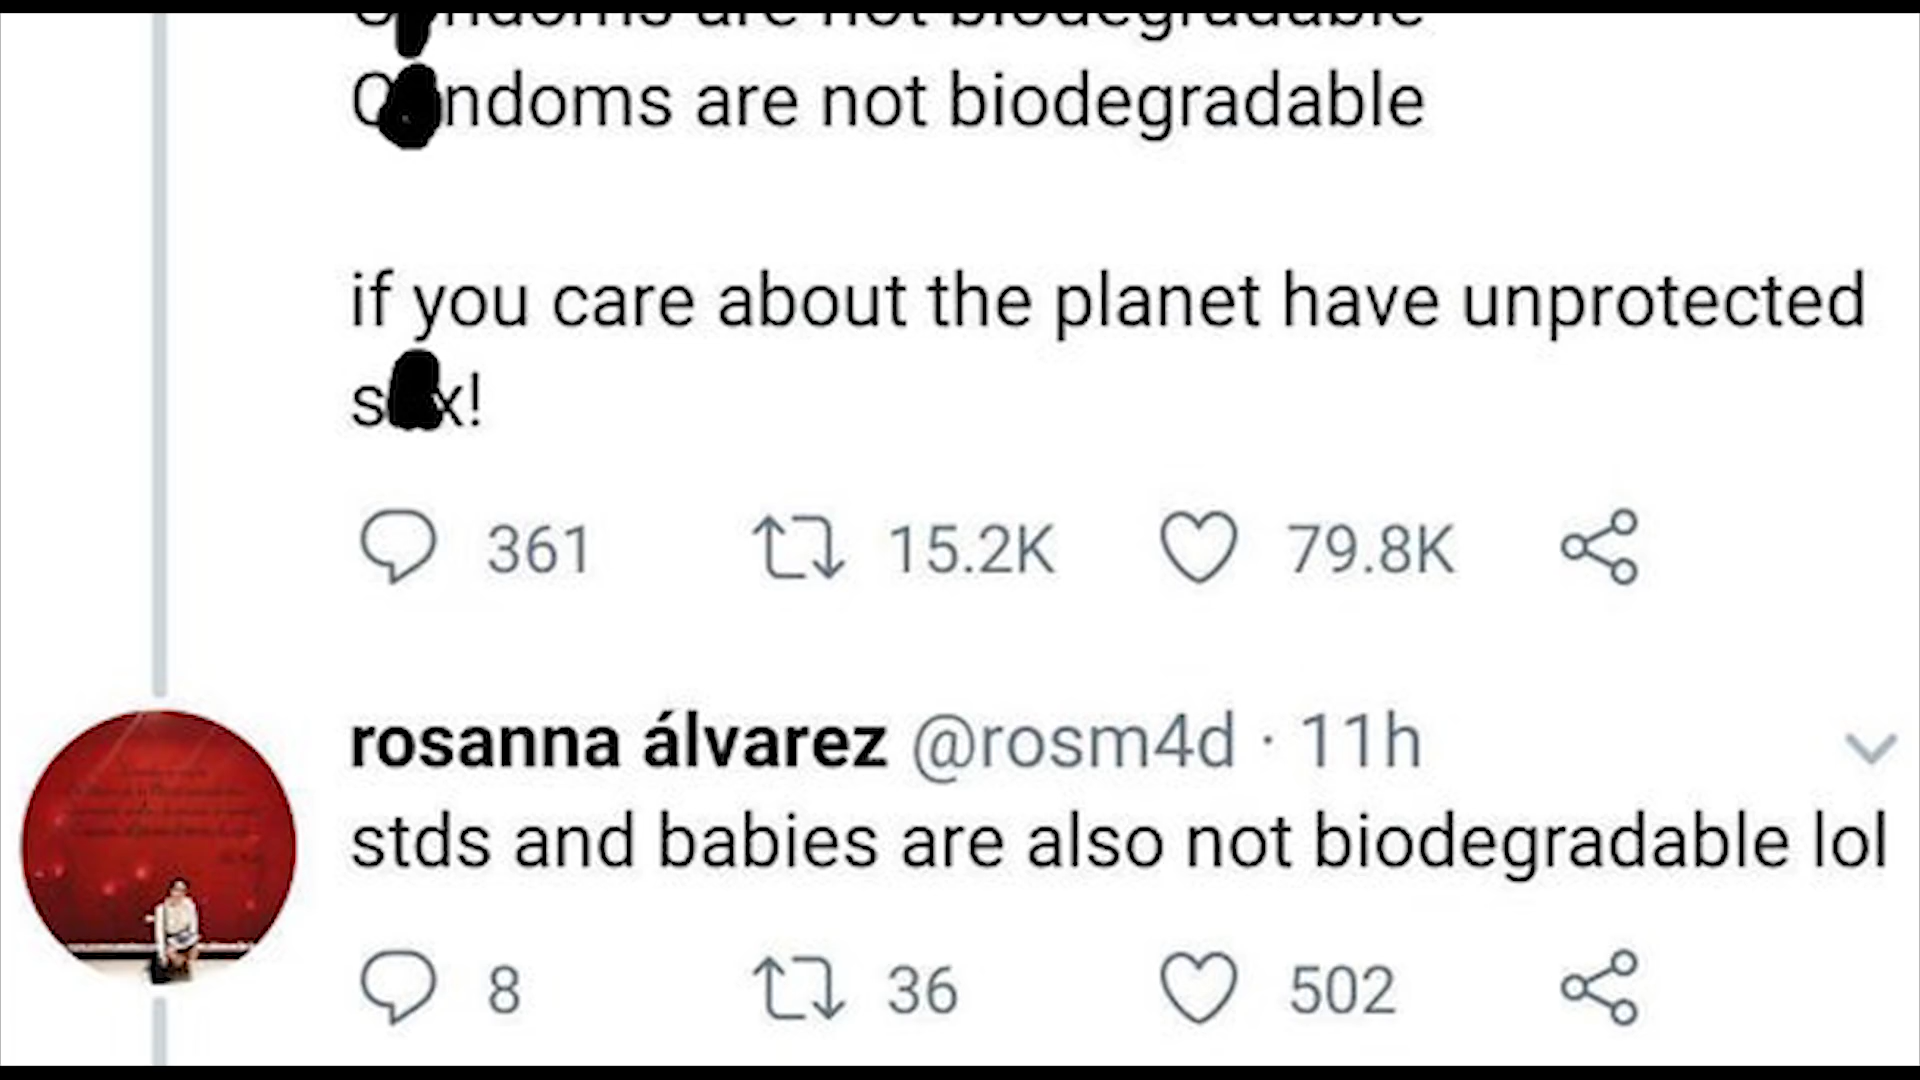 Condoms are not biodegradable
Condoms are not biodegradable
if you care about the planet have unprotected
sex!
361 15.2K 79.8K
rosanna álvarez @rosm4d · 11h
stds and babies are also not biodegradable lol
8 36 502